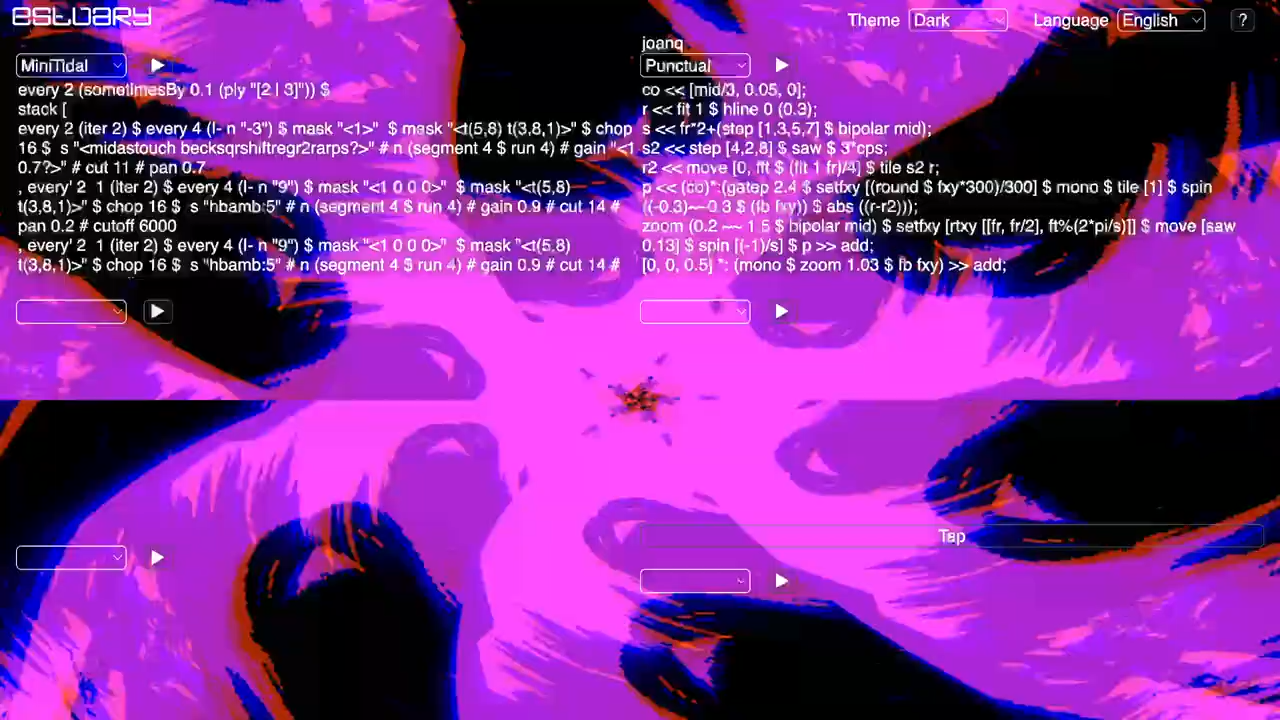 estuary
Theme Dark Language English ?
MiniTidal
every 2 (sometimesBy 0.1 (ply "[2 | 3]")) $
stack [
every 2 (iter 2) $ every 4 (|- n "-3") $ mask "<1>"  $ mask "<t(5,8) t(3,8,1)>" $ chop
16 $  s "<midastouch becksqrshiftregr2rarps?>" # n (segment 4 $ run 4) # gain "<1
0.7?>" # cut 11 # pan 0.7
, every' 2  1 (iter 2) $ every 4 (|- n "9") $ mask "<1 0 0 0>"  $ mask "<t(5,8)
t(3,8,1)>" $ chop 16 $  s "hbamb:5" # n (segment 4 $ run 4) # gain 0.9 # cut 14 #
pan 0.2 # cutoff 6000
, every' 2  1 (iter 2) $ every 4 (|- n "9") $ mask "<1 0 0 0>"  $ mask "<t(5,8)
t(3,8,1)>" $ chop 16 $  s "hbamb:5" # n (segment 4 $ run 4) # gain 0.9 # cut 14 #
joanq
Punctual
co << [mid/3, 0.05, 0];
r << fit 1 $ hline 0 (0.3);
s << fr*2+(step [1,3,5,7] $ bipolar mid);
s2 << step [4,2,8] $ saw $ 3*cps;
r2 << move [0, fft $ (fit 1 fr)/4] $ tile s2 r;
p << (co)*:(gatep 2.4 $ setfxy ((round $ fxy*300)/300] $ mono $ tile [1] $ spin
((-0.3)~~0.3 $ (fb fxy)) $ abs ((r-r2)));
zoom (0.2 ~~ 1.5 $ bipolar mid) $ setfxy [rtxy [[fr, fr/2], ft%(2*pi/s)]] $ move [saw
0.13] $ spin [(-1)/s] $ p >> add;
[0, 0, 0.5] *: (mono $ zoom 1.03 $ fb fxy) >> add;
Tap